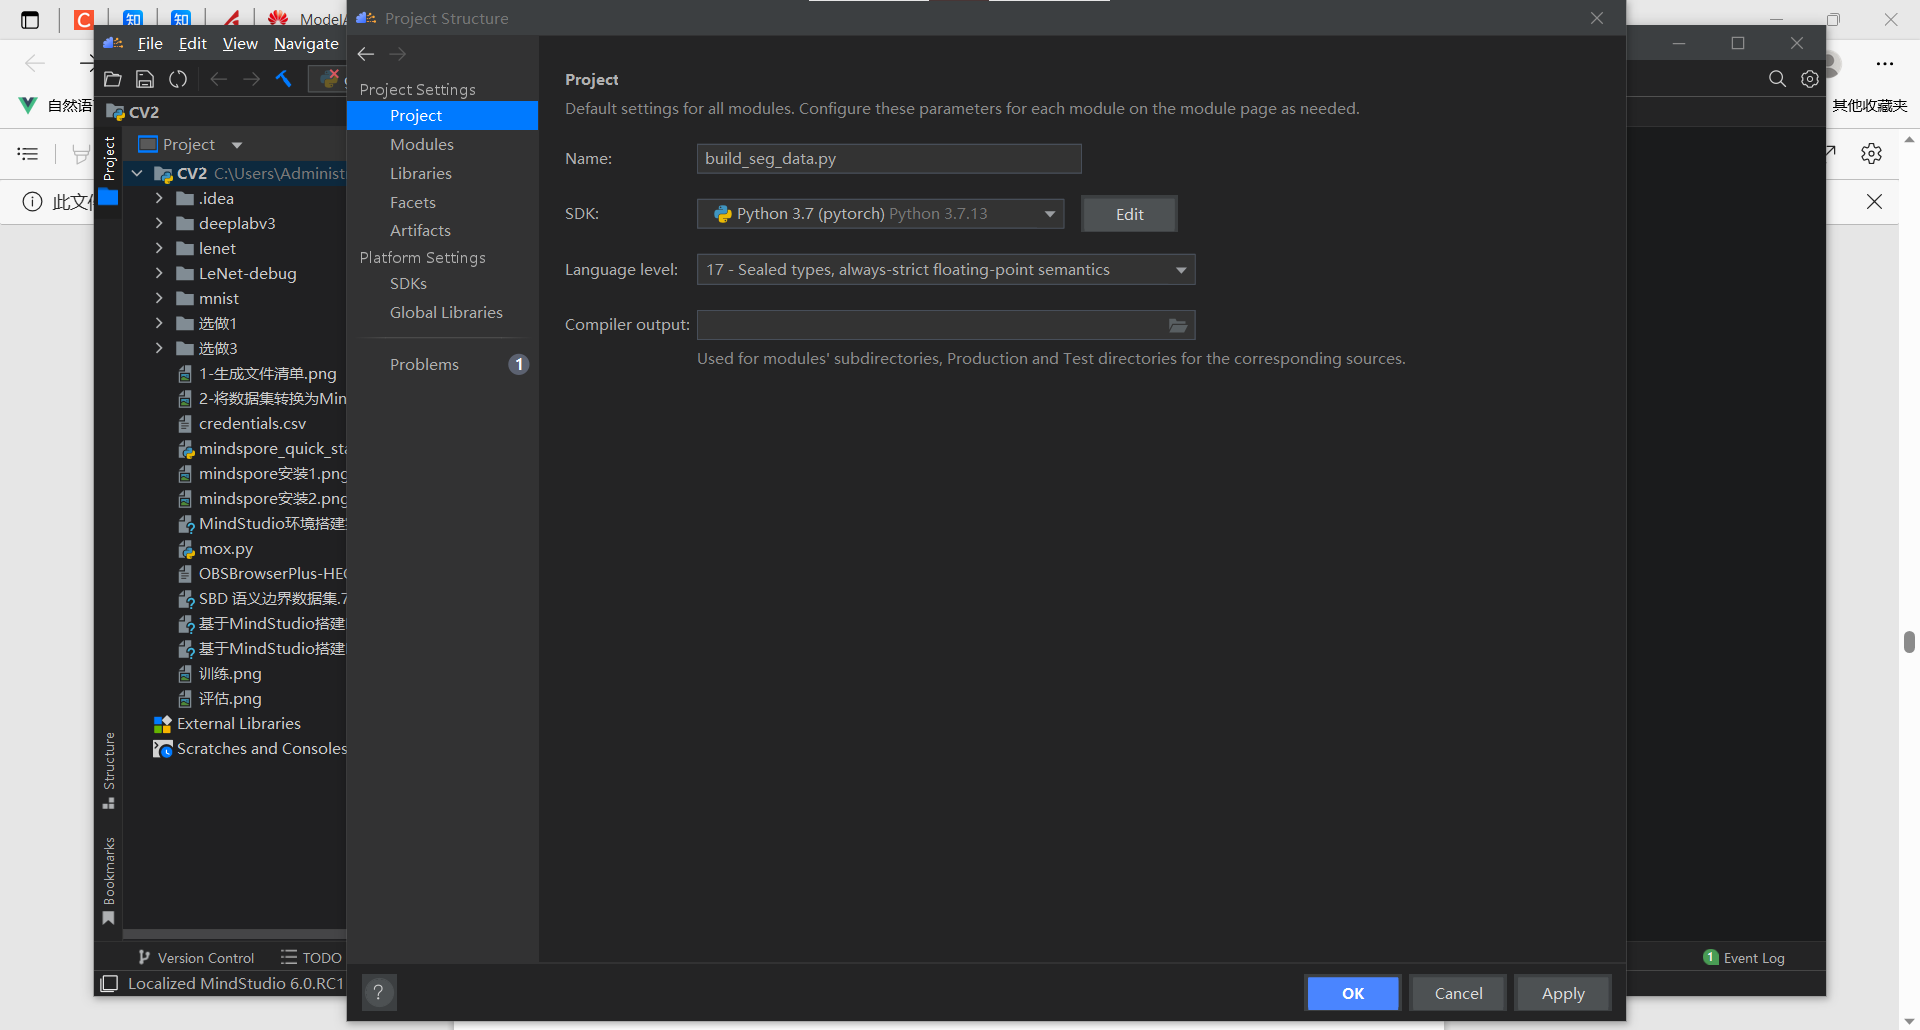 知
知
ModelA
Project Structure
File
Edit
View
Navigate
自然语
其他收藏夹
CV2
Project
CV2 C:\Users\Administ
.idea
deeplabv3
lenet
LeNet-debug
mnist
选做1
选做3
1-生成文件清单.png
2-将数据集转换为Min
credentials.csv
mindspore_quick_sta
mindspore安装1.png
mindspore安装2.png
MindStudio环境搭建
mox.py
OBSBrowserPlus-HEC
SBD 语义边界数据集.7
基于MindStudio搭建
基于MindStudio搭建
训练.png
评估.png
External Libraries
Scratches and Consoles
Project
Structure
Bookmarks
此文件
Project Settings
Project
Modules
Libraries
Facets
Artifacts
Platform Settings
SDKs
Global Libraries
Problems
1
Project
Default settings for all modules. Configure these parameters for each module on the module page as needed.
Name:
build_seg_data.py
SDK:
Python 3.7 (pytorch) Python 3.7.13
Edit
Language level:
17 - Sealed types, always-strict floating-point semantics
Compiler output:
Used for modules' subdirectories, Production and Test directories for the corresponding sources.
Version Control
TODO
1 Event Log
Localized MindStudio 6.0.RC1
?
OK
Cancel
Apply